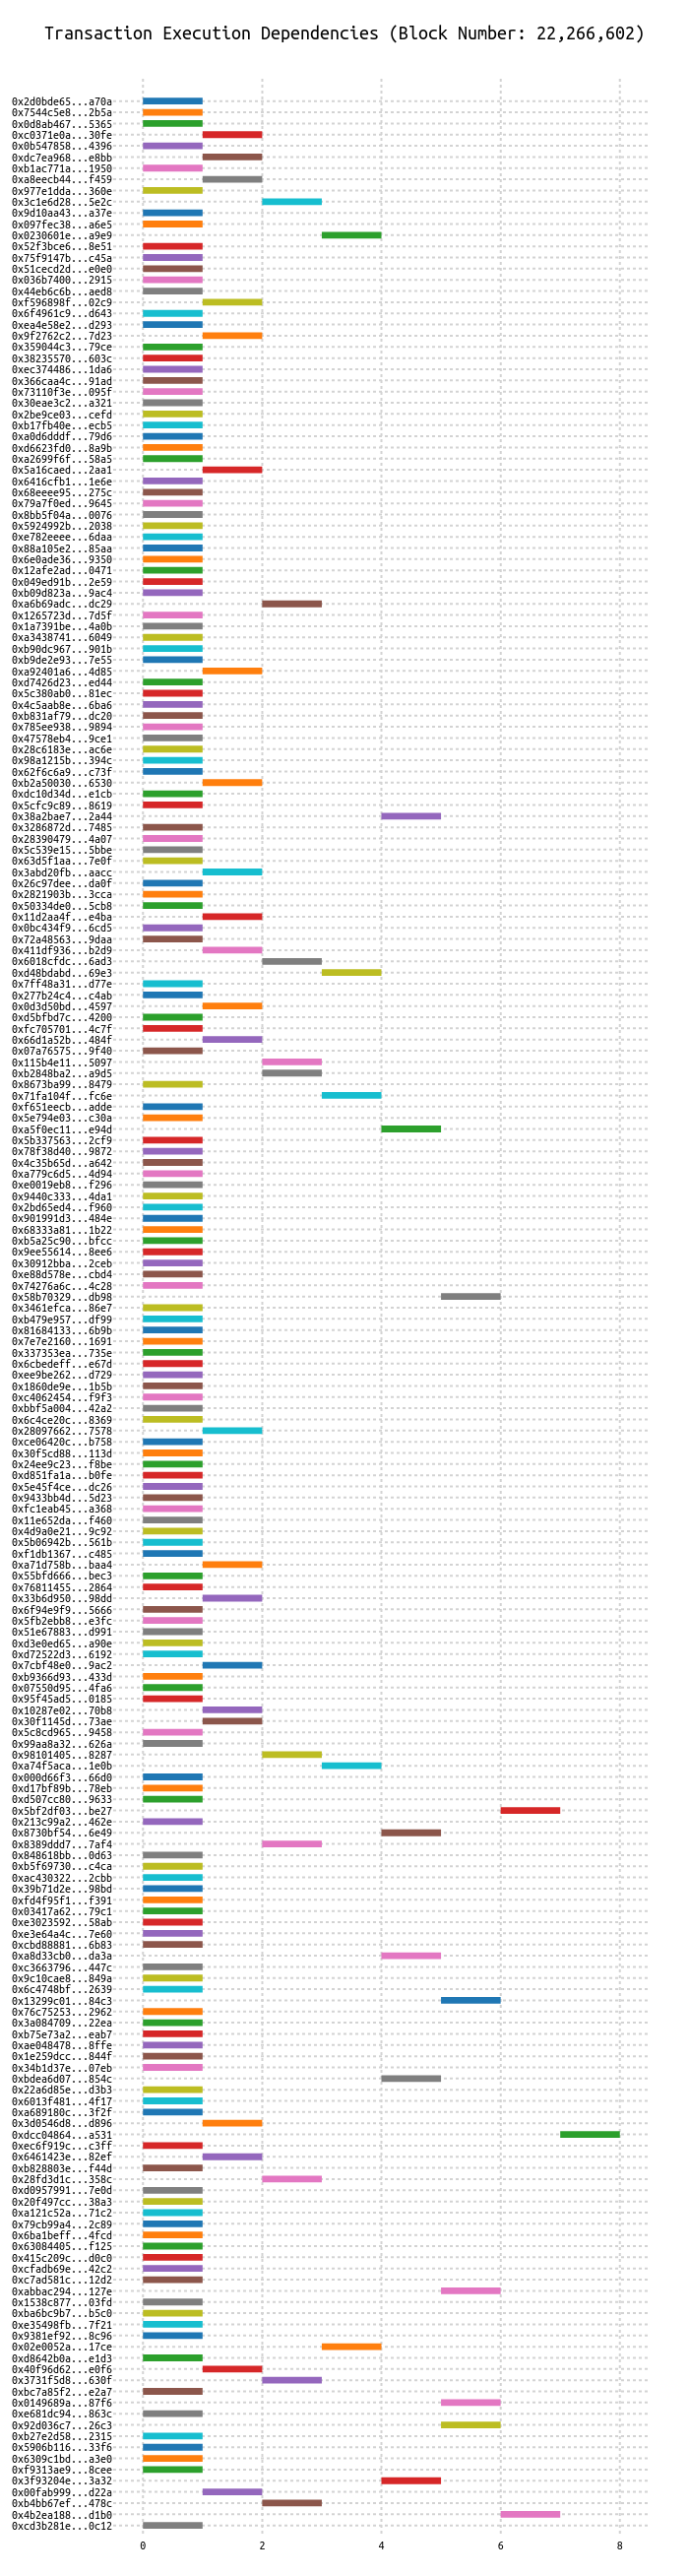 Transaction Execution Dependencies (Block Number: 22,266,602)
0x2d0bde65...a70a
0x7544c5e8...2b5a
0x0d8ab467...5365
0xc0371e0a...30fe
0x0b547858...4396
0xdc7ea968...e8bb
0xb1ac771a...1950
0xa8eecb44...f459
0x977e1dda...360e
0x3c1e6d28...5e2c
0x9d10aa43...a37e
0x097fec38...a6e5
0x0230601e...a9e9
0x52f3bce6...8e51
0x75f9147b...c45a
0x51cecd2d...e0e0
0x036b7400...2915
0x44eb6c6b...aed8
0xf596898f...02c9
0x6f4961c9...d643
0xea4e58e2...d293
0x9f2762c2...7d23
0x359044c3...79ce
0x38235570...603c
0xec374486...1da6
0x366caa4c...91ad
0x73110f3e...095f
0x30eae3c2...a321
0x2be9ce03...cefd
0xb17fb40e...ecb5
0xa0d6dddf...79d6
0xd6623fd0...8a9b
0xa2699f6f...58a5
0x5a16caed...2aa1
0x6416cfb1...1e6e
0x68eeee95...275c
0x79a7f0ed...9645
0x8bb5f04a...0076
0x5924992b...2038
0xe782eeee...6daa
0x88a105e2...85aa
0x6e0ade36...9350
0x12afe2ad...0471
0x049ed91b...2e59
0xb09d823a...9ac4
0xa6b69adc...dc29
0x1265723d...7d5f
0x1a7391be...4a0b
0xa3438741...6049
0xb90dc967...901b
0xb9de2e93...7e55
0xa92401a6...4d85
0xd7426d23...ed44
0x5c380ab0...81ec
0x4c5aab8e...6ba6
0xb831af79...dc20
0x785ee938...9894
0x47578eb4...9ce1
0x28c6183e...ac6e
0x98a1215b...394c
0x62f6c6a9...c73f
0xb2a50030...6530
0xdc10d34d...e1cb
0x5cfc9c89...8619
0x38a2bae7...2a44
0x3286872d...7485
0x28390479...4a07
0x5c539e15...5bbe
0x63d5f1aa...7e0f
0x3abd20fb...aacc
0x26c97dee...da0f
0x2821903b...3cca
0x50334de0...5cb8
0x11d2aa4f...e4ba
0x0bc434f9...6cd5
0x72a48563...9daa
0x411df936...b2d9
0x6018cfdc...6ad3
0xd48bdabd...69e3
0x7ff48a31...d77e
0x277b24c4...c4ab
0x0d3d50bd...4597
0xd5bfbd7c...4200
0xfc705701...4c7f
0x66d1a52b...484f
0x07a76575...9f40
0x115b4e11...5097
0xb2848ba2...a9d5
0x8673ba99...8479
0x71fa104f...fc6e
0xf651eecb...adde
0x5e794e03...c30a
0xa5f0ec11...e94d
0x5b337563...2cf9
0x78f38d40...9872
0x4c35b65d...a642
0xa779c6d5...4d94
0xe0019eb8...f296
0x9440c333...4da1
0x2bd65ed4...f960
0x901991d3...484e
0x68333a81...1b22
0xb5a25c90...bfcc
0x9ee55614...8ee6
0x30912bba...2ceb
0xe88d578e...cbd4
0x74276a6c...4c28
0x58b70329...db98
0x3461efca...86e7
0xb479e957...df99
0x81684133...6b9b
0x7e7e2160...1691
0x337353ea...735e
0x6cbedeff...e67d
0xee9be262...d729
0x1860de9e...1b5b
0xc4062454...f9f3
0xbbf5a004...42a2
0x6c4ce20c...8369
0x28097662...7578
0xce06420c...b758
0x30f5cd88...113d
0x24ee9c23...f8be
0xd851fa1a...b0fe
0x5e45f4ce...dc26
0x9433bb4d...5d23
0xfc1eab45...a368
0x11e652da...f460
0x4d9a0e21...9c92
0x5b06942b...561b
0xf1db1367...c485
0xa71d758b...baa4
0x55bfd666...bec3
0x76811455...2864
0x33b6d950...98dd
0x6f94e9f9...5666
0x5fb2ebb8...e3fc
0x51e67883...d991
0xd3e0ed65...a90e
0xd72522d3...6192
0x7cbf48e0...9ac2
0xb9366d93...433d
0x07550d95...4fa6
0x95f45ad5...0185
0x10287e02...70b8
0x30f1145d...73ae
0x5c8cd965...9458
0x99aa8a32...626a
0x98101405...8287
0xa74f5aca...1e0b
0x000d66f3...66d0
0xd17bf89b...78eb
0xd507cc80...9633
0x5bf2df03...be27
0x213c99a2...462e
0x8730bf54...6e49
0x8389ddd7...7af4
0x848618bb...0d63
0xb5f69730...c4ca
0xac430322...2cbb
0x39b71d2e...98bd
0xfd4f95f1...f391
0x03417a62...79c1
0xe3023592...58ab
0xe3e64a4c...7e60
0xcbd88881...6b83
0xa8d33cb0...da3a
0xc3663796...447c
0x9c10cae8...849a
0x6c4748bf...2639
0x13299c01...84c3
0x76c75253...2962
0x3a084709...22ea
0xb75e73a2...eab7
0xae048478...8ffe
0x1e259dcc...844f
0x34b1d37e...07eb
0xbdea6d07...854c
0x22a6d85e...d3b3
0x6013f481...4f17
0xa689180c...3f2f
0x3d0546d8...d896
0xdcc04864...a531
0xec6f919c...c3ff
0x6461423e...82ef
0xb828803e...f44d
0x28fd3d1c...358c
0xd0957991...7e0d
0x20f497cc...38a3
0xa121c52a...71c2
0x79cb99a4...2c89
0x6ba1beff...4fcd
0x63084405...f125
0x415c209c...d0c0
0xcfadb69e...42c2
0xc7ad581c...12d2
0xabbac294...127e
0x1538c877...03fd
0xba6bc9b7...b5c0
0xe35498fb...7f21
0x9381ef92...8c96
0x02e0052a...17ce
0xd8642b0a...e1d3
0x40f96d62...e0f6
0x3731f5d8...630f
0xbc7a85f2...e2a7
0x0149689a...87f6
0xe681dc94...863c
0x92d036c7...26c3
0xb27e2d58...2315
0x5906b116...33f6
0x6309c1bd...a3e0
0xf9313ae9...8cee
0x3f93204e...3a32
0x00fab999...d22a
0xb4bb67ef...478c
0x4b2ea188...d1b0
0xcd3b281e...0c12
0 2 4 6 8